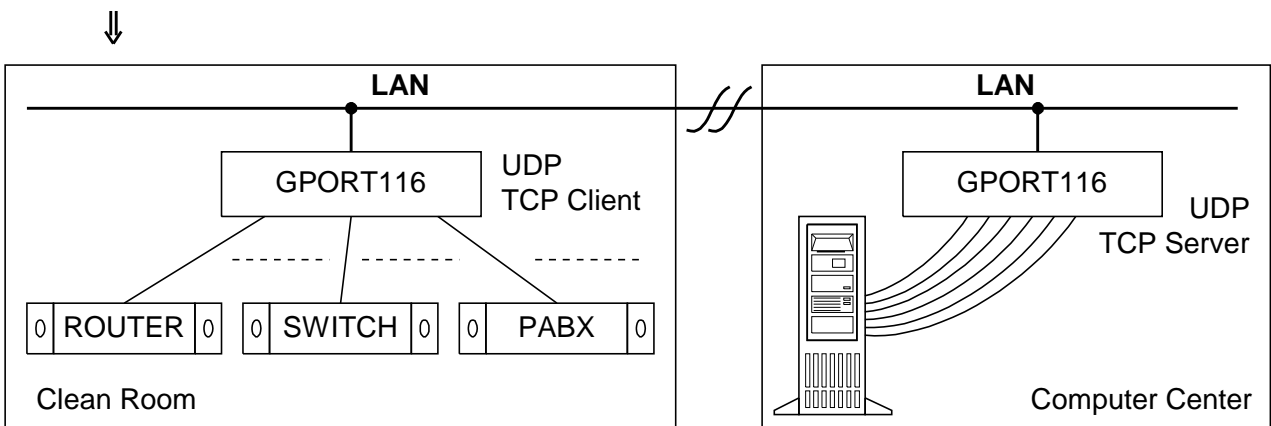 LAN
GPORT116
UDP
TCP Client
0 ROUTER 0
0 SWITCH 0
0 PABX 0
Clean Room
LAN
GPORT116
UDP
TCP Server
Computer Center